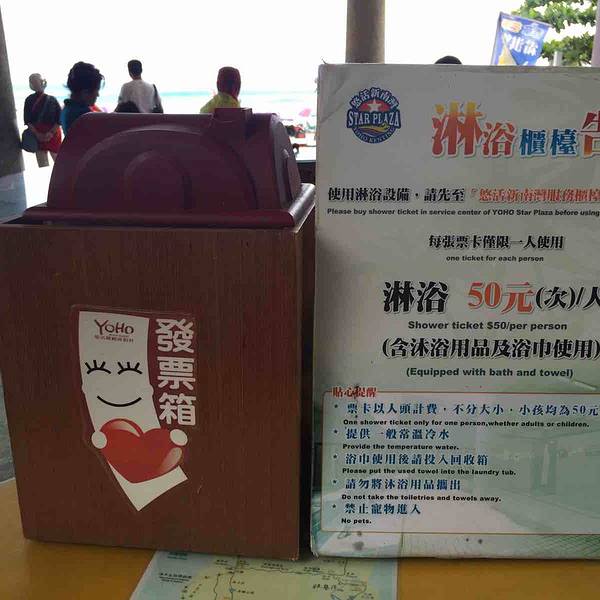 YOHO
發票箱
悠活新南灣
STAR PLAZA
YOHO KENTING
淋浴櫃檯告
使用淋浴設備，請先至『悠活新南灣服務櫃檯
Please buy shower ticket in service center of YOHO Star Plaza before using
每張票卡僅限一人使用
one ticket for each person
淋浴 50元(次)/人
Shower ticket $50/per person
(含沐浴用品及浴巾使用)
(Equipped with bath and towel)
貼心提醒
* 票卡以人頭計費，不分大小，小孩均為50元
One shower ticket only for one person,whether adults or children.
* 提供一般常溫冷水
Provide the temperature water.
* 浴巾使用後請投入回收箱
Please put the used towel into the laundry tub.
* 請勿將沐浴用品攜出
Do not take the toiletries and towels away.
* 禁止寵物進入
No pets.